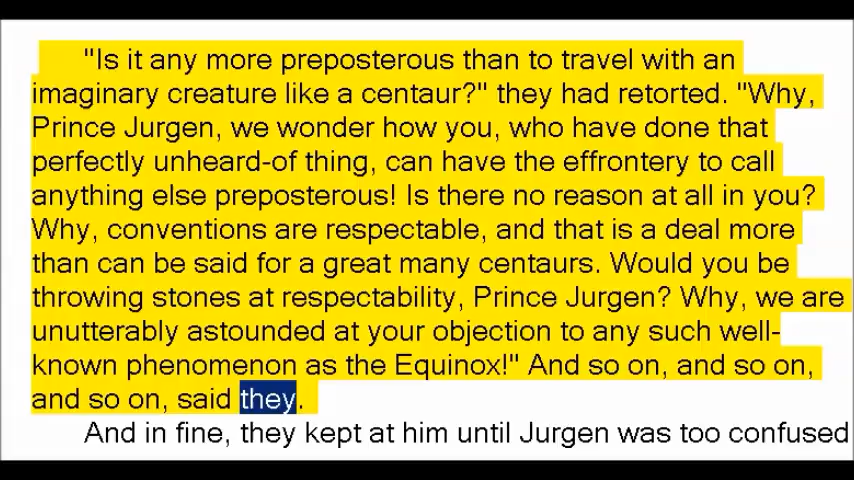 "Is it any more preposterous than to travel with an
imaginary creature like a centaur?" they had retorted. "Why,
Prince Jurgen, we wonder how you, who have done that
perfectly unheard-of thing, can have the effrontery to call
anything else preposterous! Is there no reason at all in you?
Why, conventions are respectable, and that is a deal more
than can be said for a great many centaurs. Would you be
throwing stones at respectability, Prince Jurgen? Why, we are
unutterably astounded at your objection to any such well-
known phenomenon as the Equinox!" And so on, and so on,
and so on, said they.
And in fine, they kept at him until Jurgen was too confused